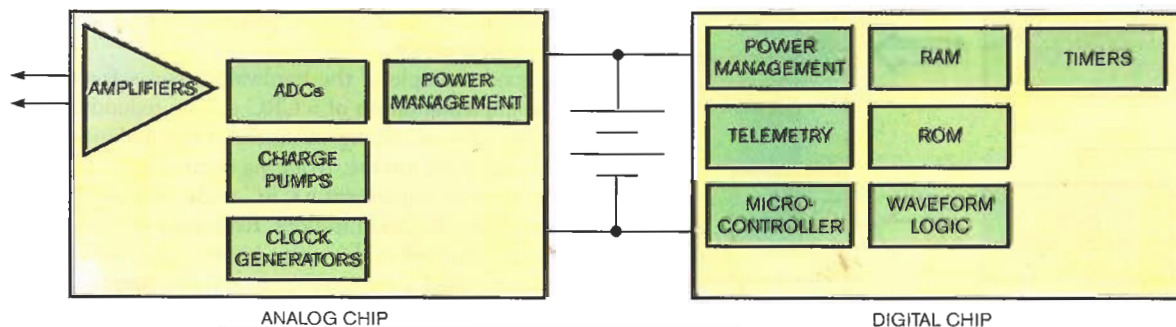 AMPLIFIERS
ADCs
POWER
MANAGEMENT
CHARGE
PUMPS
CLOCK
GENERATORS
ANALOG CHIP
POWER
MANAGEMENT
RAM
TIMERS
TELEMETRY
ROM
MICRO-
CONTROLLER
WAVEFORM
LOGIC
DIGITAL CHIP